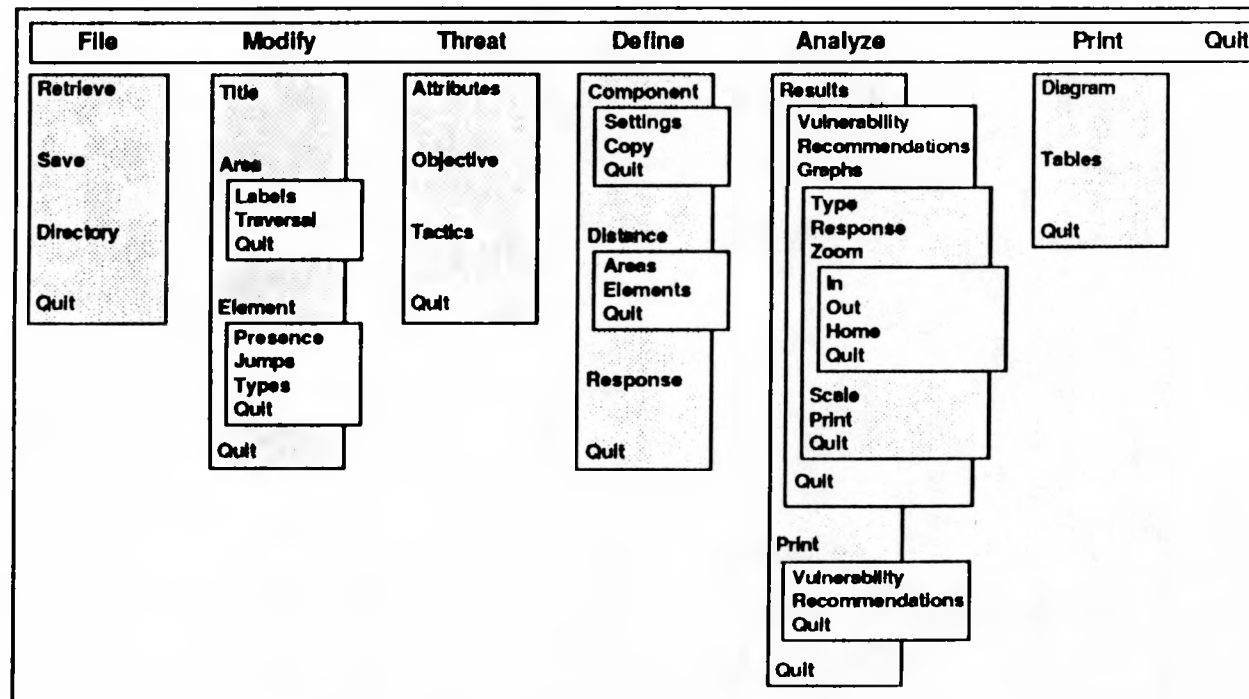 File Modify Threat Define Analyze Print Quit
Retrieve
Save
Directory
Quit
Title
Area
Labels
Traversal
Quit
Element
Presence
Jumps
Types
Quit
Quit
Attributes
Objective
Tactics
Quit
Component
Settings
Copy
Quit
Distance
Areas
Elements
Quit
Response
Quit
Results
Vulnerability
Recommendations
Graphs
Type
Response
Zoom
In
Out
Home
Quit
Scale
Print
Quit
Quit
Print
Vulnerability
Recommendations
Quit
Quit
Diagram
Tables
Quit